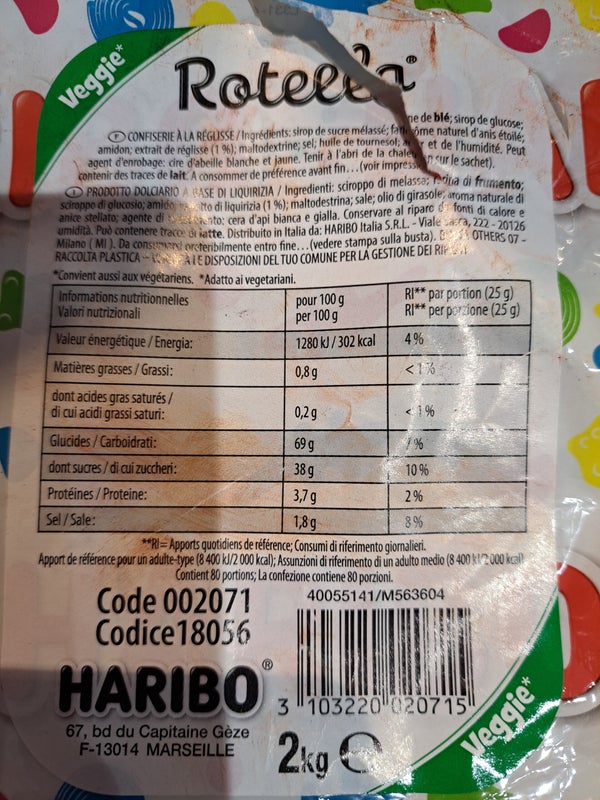 Veggie*
Rotella®
F CONFISERIE À LA RÉGLISSE / Ingrédients: sirop de sucre mélassé; ne de blé; sirop de glucose;
amidon; extrait de réglisse (1 %); maltodextrine; sel; huile de tournesol; ôme naturel d'anis étoilé;
agent d'enrobage: cire d'abeille blanche et jaune. Tenir à l'abri de la et de l'humidité. Peut
contenir des traces de lait. A consommer de préférence avant fin...(voir sur le sachet).
I PRODOTTO DOLCIARIO A BASE DI LIQUIRIZIA / Ingredienti: sciroppo di melassa; di frumento;
sciroppo di glucosio; amido; di liquirizia (1 %); maltodestrina; sale; olio di girasole; aroma naturale di
anice stellato; agente di cera d'api bianca e gialla. Conservare al riparo fonti di calore e
umidità. Può contenere tracce di latte. Distribuito in Italia da: HARIBO Italia S.R.L. - Viale 222 - 20126
Milano ( MI ). Da consumarsi preferibilmente entro fine...(vedere stampa sulla busta). OTHERS 07 -
RACCOLTA PLASTICA - DISPOSIZIONI DEL TUO COMUNE PER LA GESTIONE DEI
*Convient aussi aux végétariens. *Adatto ai vegetariani.
Informations nutritionnelles pour 100 g RI** par portion (25 g)
Valori nutrizionali per 100 g RI** per porzione (25 g)
Valeur énergétique / Energia: 1280 kJ / 302 kcal 4 %
Matières grasses / Grassi: 0,8 g < 1 %
dont acides gras saturés /
di cui acidi grassi saturi: 0,2 g < 1 %
Glucides / Carboidrati: 69 g 7 %
dont sucres / di cui zuccheri: 38 g 10 %
Protéines / Proteine: 3,7 g 2 %
Sel / Sale: 1,8 g 8 %
**RI= Apports quotidiens de référence; Consumi di riferimento giornalieri.
Apport de référence pour un adulte-type (8 400 kJ/2 000 kcal); Assunzioni di riferimento di un adulto medio (8 400 kJ/2 000 kcal)
Contient 80 portions; La confezione contiene 80 porzioni.
Code 002071
Codice18056
40055141/M563604
HARIBO®
3 103220 020715
67, bd du Capitaine Gèze
F-13014 MARSEILLE
2kg ℮
Veggie*